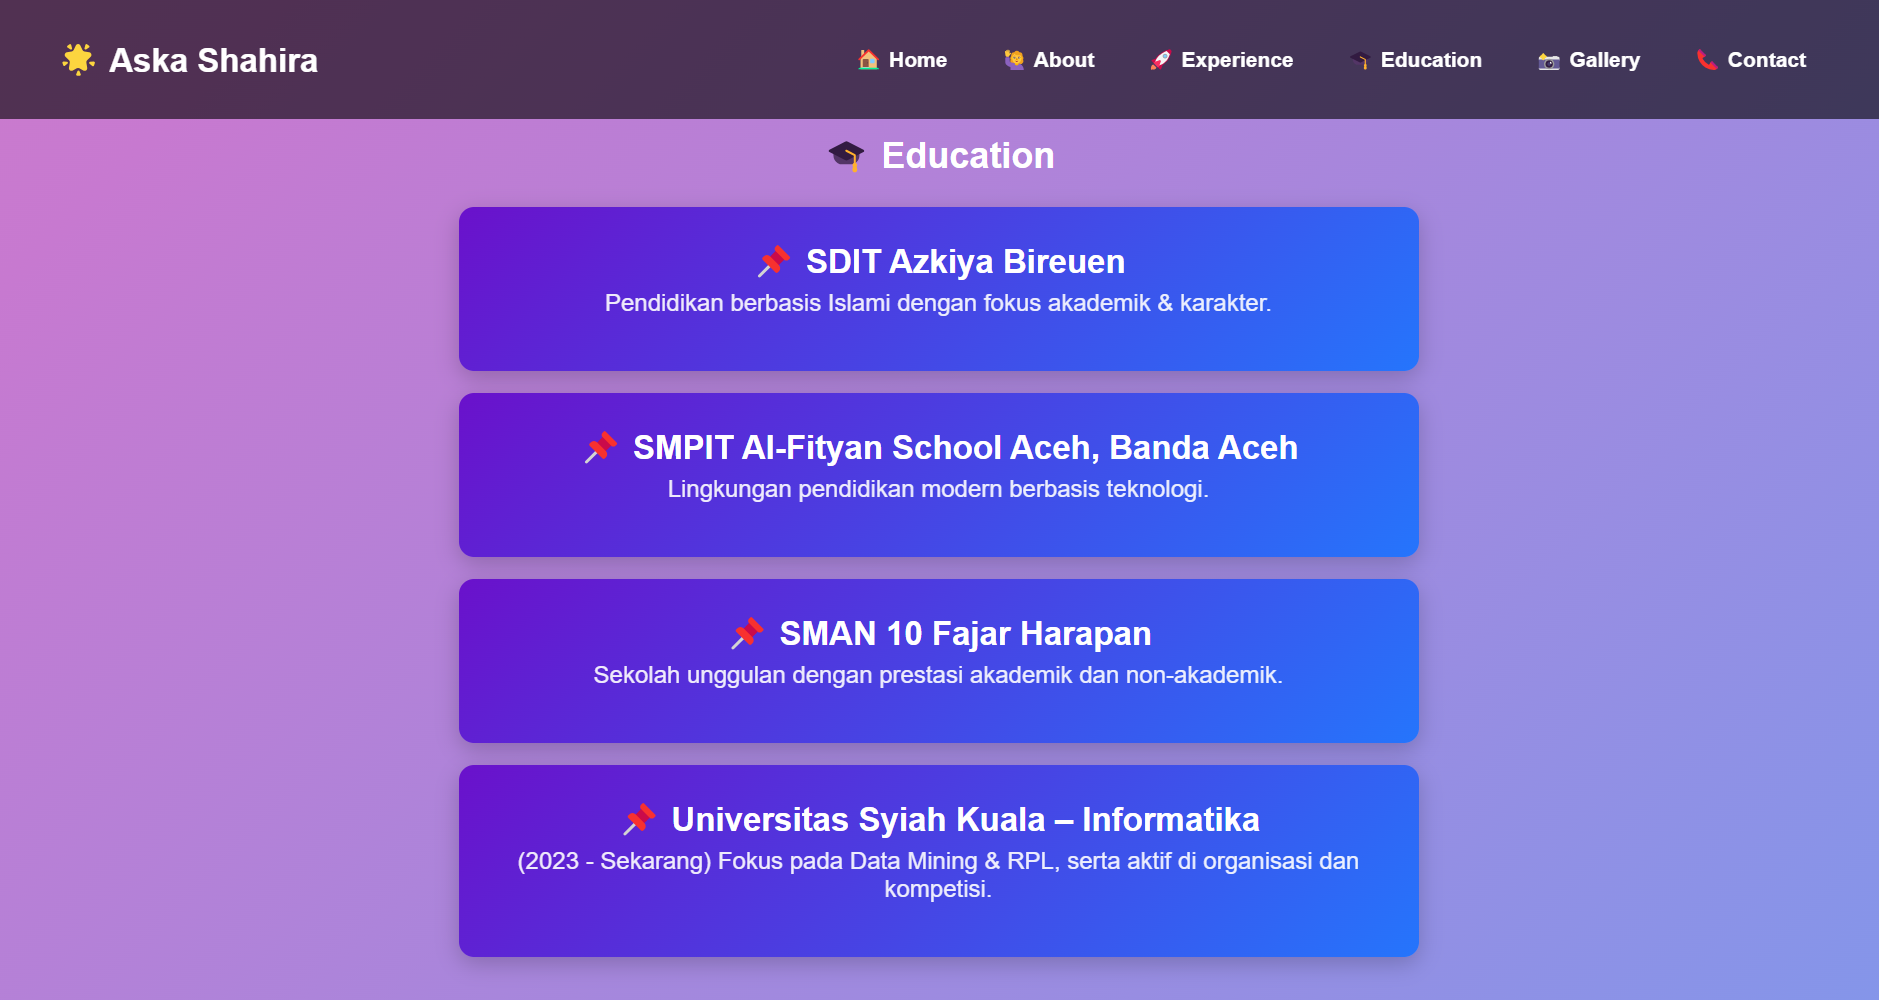 🌟 Aska Shahira
🏠 Home 🙋 About 🚀 Experience 🎓 Education 📸 Gallery 📞 Contact
🎓 Education
📌 SDIT Azkiya Bireuen
Pendidikan berbasis Islami dengan fokus akademik & karakter.
📌 SMPIT Al-Fityan School Aceh, Banda Aceh
Lingkungan pendidikan modern berbasis teknologi.
📌 SMAN 10 Fajar Harapan
Sekolah unggulan dengan prestasi akademik dan non-akademik.
📌 Universitas Syiah Kuala – Informatika
(2023 - Sekarang) Fokus pada Data Mining & RPL, serta aktif di organisasi dan
kompetisi.